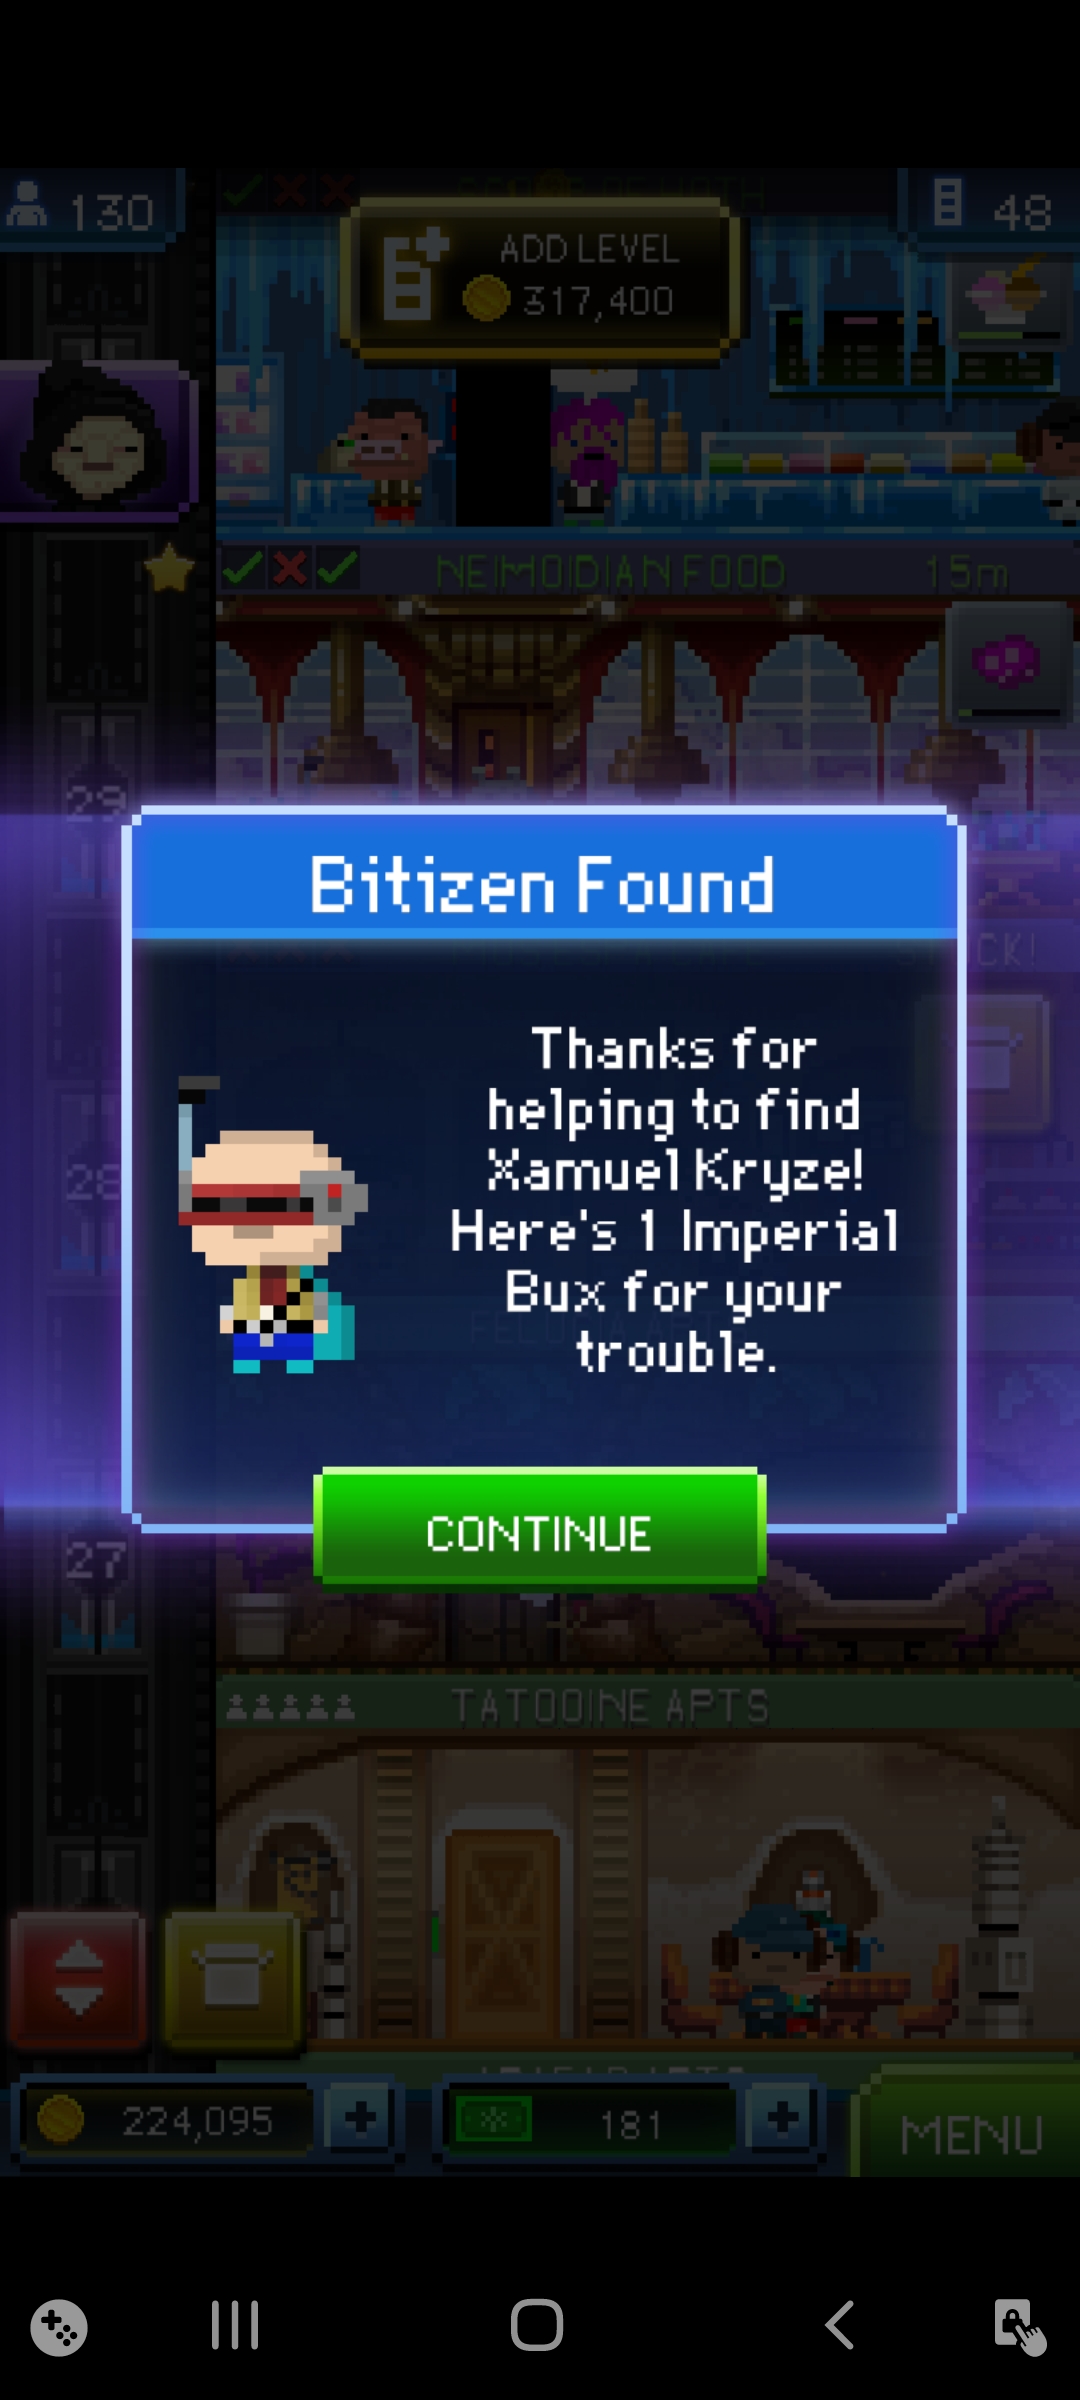 130
48
ADD LEVEL
317,400
NEIMOIDIAN FOOD
15m
29
Bitizen Found
Thanks for
helping to find
Xamuel Kryze!
Here's 1 Imperial
Bux for your
trouble.
28
CONTINUE
27
TATOOINE APTS
224,095
181
MENU